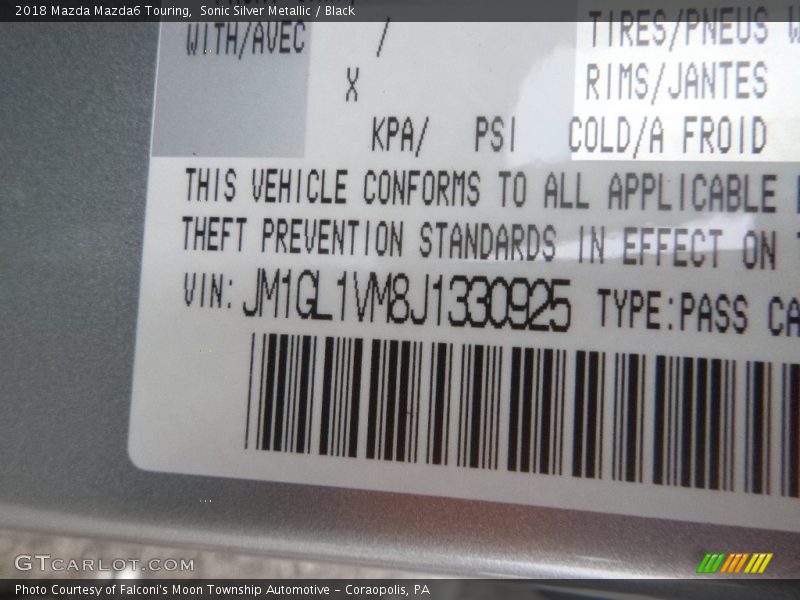 2018 Mazda Mazda6 Touring, Sonic Silver Metallic / Black
WITH/AVEC / TIRES/PNEUS
X RIMS/JANTES
KPA/ PSI COLD/A FROID
THIS VEHICLE CONFORMS TO ALL APPLICABLE
THEFT PREVENTION STANDARDS IN EFFECT ON
VIN: JM1GL1VM8J1330925 TYPE:PASS CA
GTCARLOT.COM
Photo Courtesy of Falconi's Moon Township Automotive - Coraopolis, PA